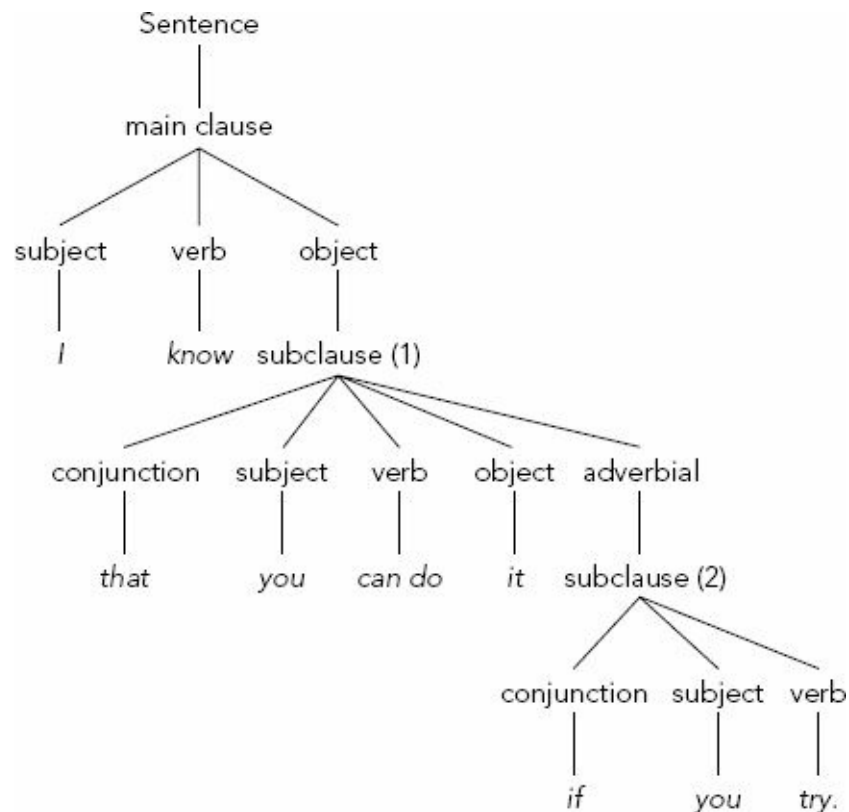 Sentence
main clause
subject verb object
I know subclause (1)
conjunction subject verb object adverbial
that you can do it subclause (2)
conjunction subject verb
if you try.